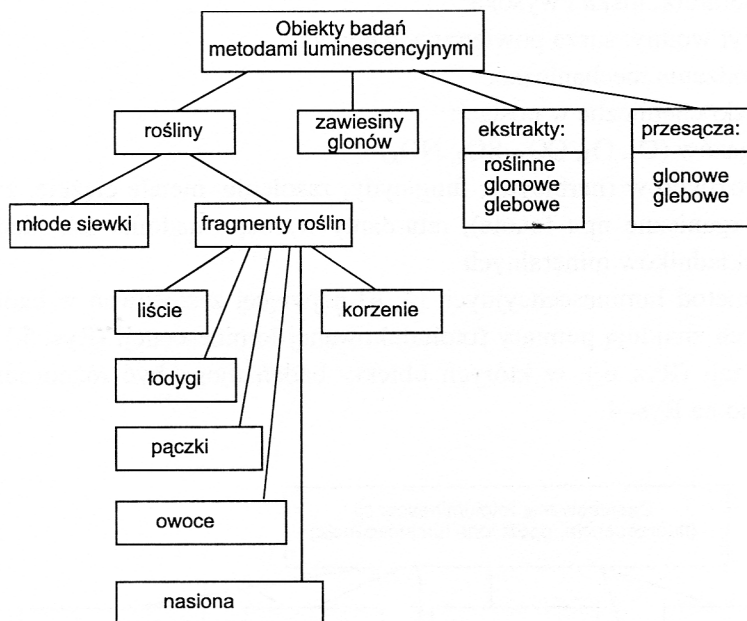 Obiekty badań
metodami luminescencyjnymi
rośliny
zawiesiny
glonów
ekstrakty:
roślinne
glonowe
glebowe
przesącza:
glonowe
glebowe
młode siewki
fragmenty roślin
liście
korzenie
łodygi
pączki
owoce
nasiona